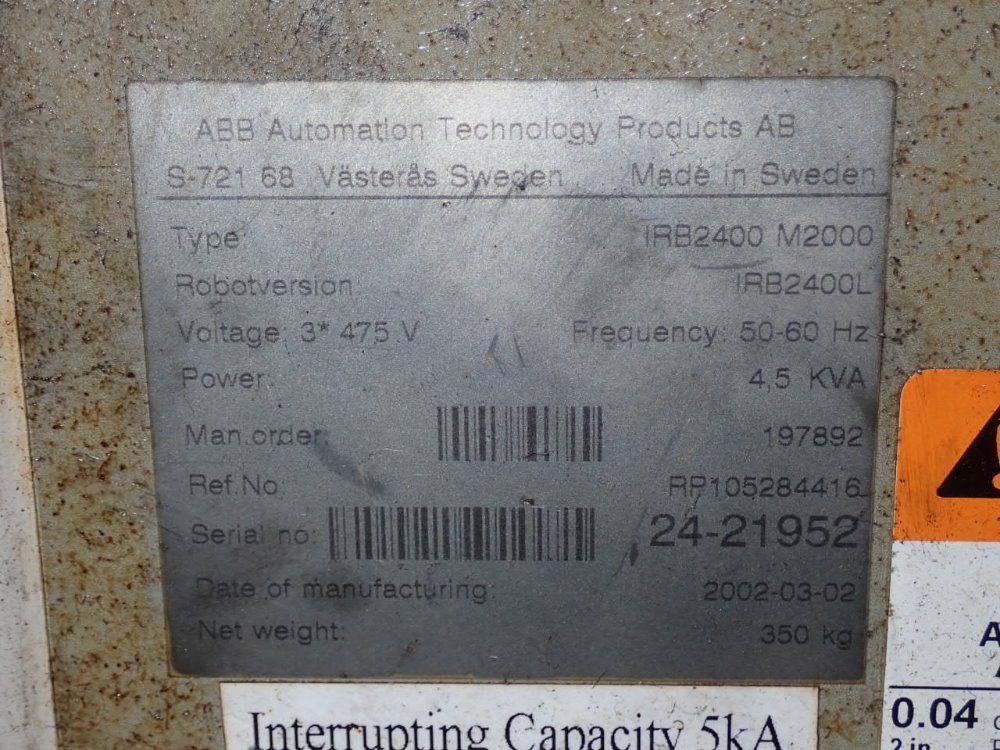 ABB Automation Technology Products AB
S-721 68 Västerås Sweden Made in Sweden
Type IRB2400 M2000
Robotversion IRB2400L
Voltage: 3* 475 V Frequency: 50-60 Hz
Power: 4,5 KVA
Man.order: 197892
Ref.No RP105284416
Serial no: 24-21952
Date of manufacturing: 2002-03-02
Net weight: 350 kg
Interrupting Capacity 5kA
A
0.04
2 in